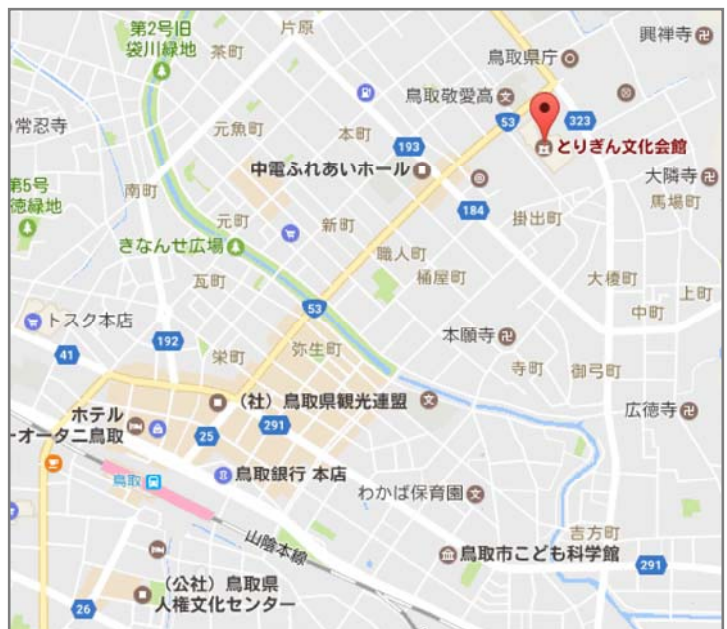 第2号旧
袋川緑地
片原
茶町
興禅寺
鳥取県庁
鳥取敬愛高
常忍寺
元魚町
本町
53
323
193
とりぎん文化会館
中電ふれあいホール
大隣寺
馬場町
第5号
徳緑地
南町
184
掛出町
元町
新町
きなんせ広場
職人町
瓦町
桶屋町
大榎町
上町
中町
53
トスク本店
192
41
弥生町
栄町
本願寺
寺町
御弓町
(社)鳥取県観光連盟
広徳寺
ホテル
ーオータニ鳥取
25
291
鳥取
鳥取銀行 本店
わかば保育園
吉方町
山陰本線
鳥取市こども科学館
291
(公社)鳥取県
人権文化センター
26